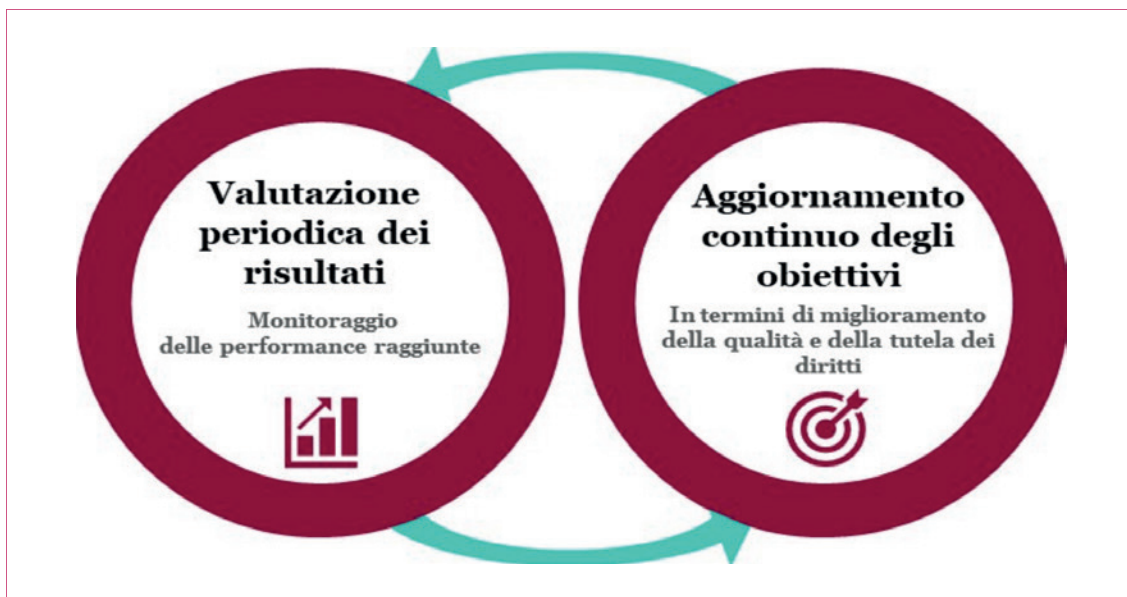 Valutazione
periodica dei
risultati
Monitoraggio
delle performance raggiunte
Aggiornamento
continuo degli
obiettivi
In termini di miglioramento
della qualità e della tutela dei
diritti